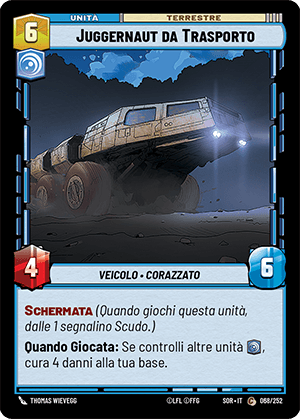 UNITÀ
TERRESTRE
6
JUGGERNAUT DA TRASPORTO
4
VEICOLO • CORAZZATO
6
SCHERMATA (Quando giochi questa unità,
dalle 1 segnalino Scudo.)
Quando Giocata: Se controlli altre unità ,
cura 4 danni alla tua base.
THOMAS WIEVEGG
©LFL ©FFG
SOR • IT
C
068/252